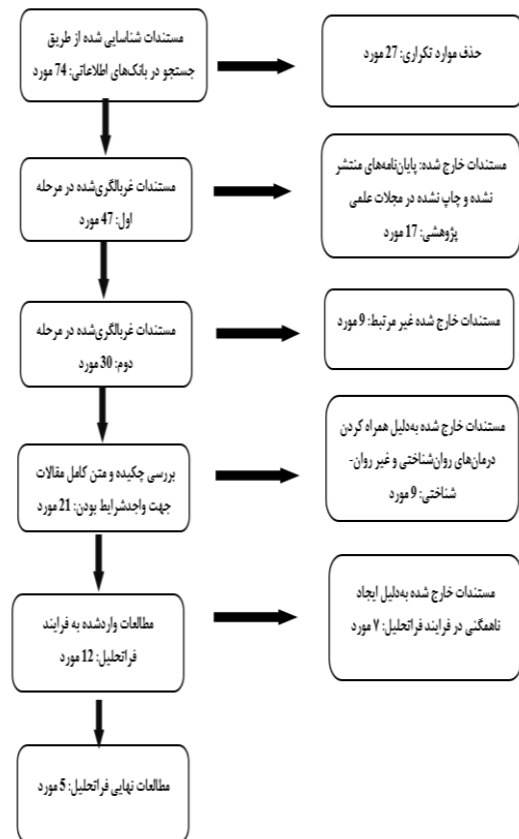 مستندات شناسایی شده از طریق
جستجو در بانک‌های اطلاعاتی: 74 مورد
حذف موارد تکراری: 27 مورد
مستندات غربالگری‌شده در مرحله
اول: 47 مورد
مستندات خارج شده: پایان‌نامه‌های منتشر
نشده و چاپ نشده در مجلات علمی
پژوهشی: 17 مورد
مستندات غربالگری‌شده در مرحله
دوم: 30 مورد
مستندات خارج شده غیر مرتبط: 9 مورد
بررسی چکیده و متن کامل مقالات
جهت واجدشرایط بودن: 21 مورد
مستندات خارج شده به‌دلیل همراه کردن
درمان‌های روان‌شناختی و غیر روان-
شناختی: 9 مورد
مطالعات واردشده به فرایند
فراتحلیل: 12 مورد
مستندات خارج شده به‌دلیل ایجاد
ناهمگنی در فرایند فراتحلیل: ۷ مورد
مطالعات نهایی فراتحلیل: 5 مورد